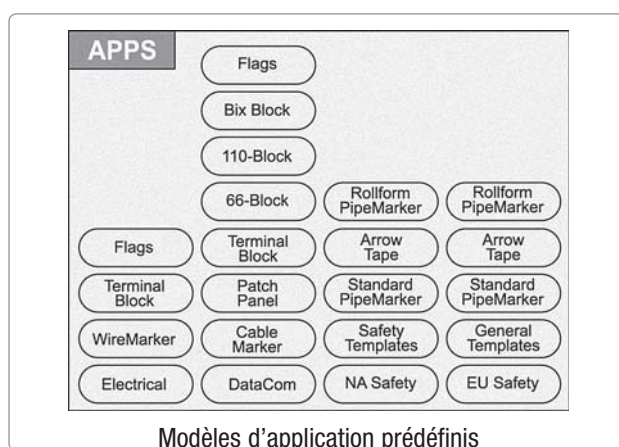 APPS
Flags
Bix Block
110-Block
66-Block
Rollform
PipeMarker
Rollform
PipeMarker
Flags
Terminal
Block
Arrow
Tape
Arrow
Tape
Terminal
Block
Patch
Panel
Standard
PipeMarker
Standard
PipeMarker
WireMarker
Cable
Marker
Safety
Templates
General
Templates
Electrical
DataCom
NA Safety
EU Safety
Modèles d'application prédéfinis